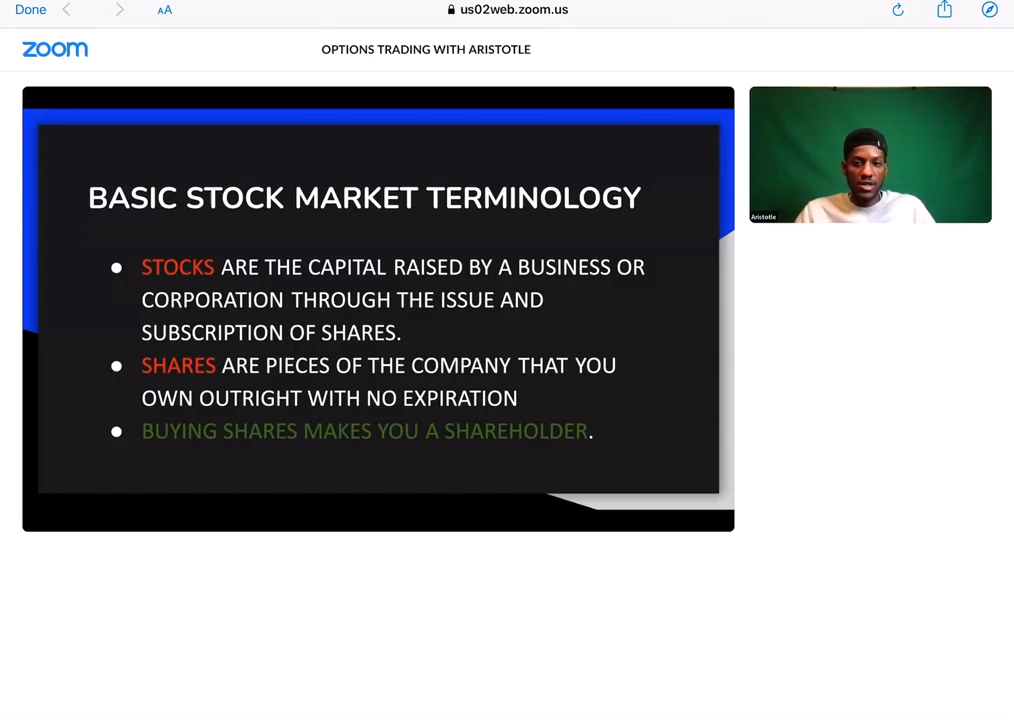 Done
AA
us02web.zoom.us
zoom
OPTIONS TRADING WITH ARISTOTLE
BASIC STOCK MARKET TERMINOLOGY
● STOCKS ARE THE CAPITAL RAISED BY A BUSINESS OR
CORPORATION THROUGH THE ISSUE AND
SUBSCRIPTION OF SHARES.
● SHARES ARE PIECES OF THE COMPANY THAT YOU
OWN OUTRIGHT WITH NO EXPIRATION
● BUYING SHARES MAKES YOU A SHAREHOLDER.
Aristotle